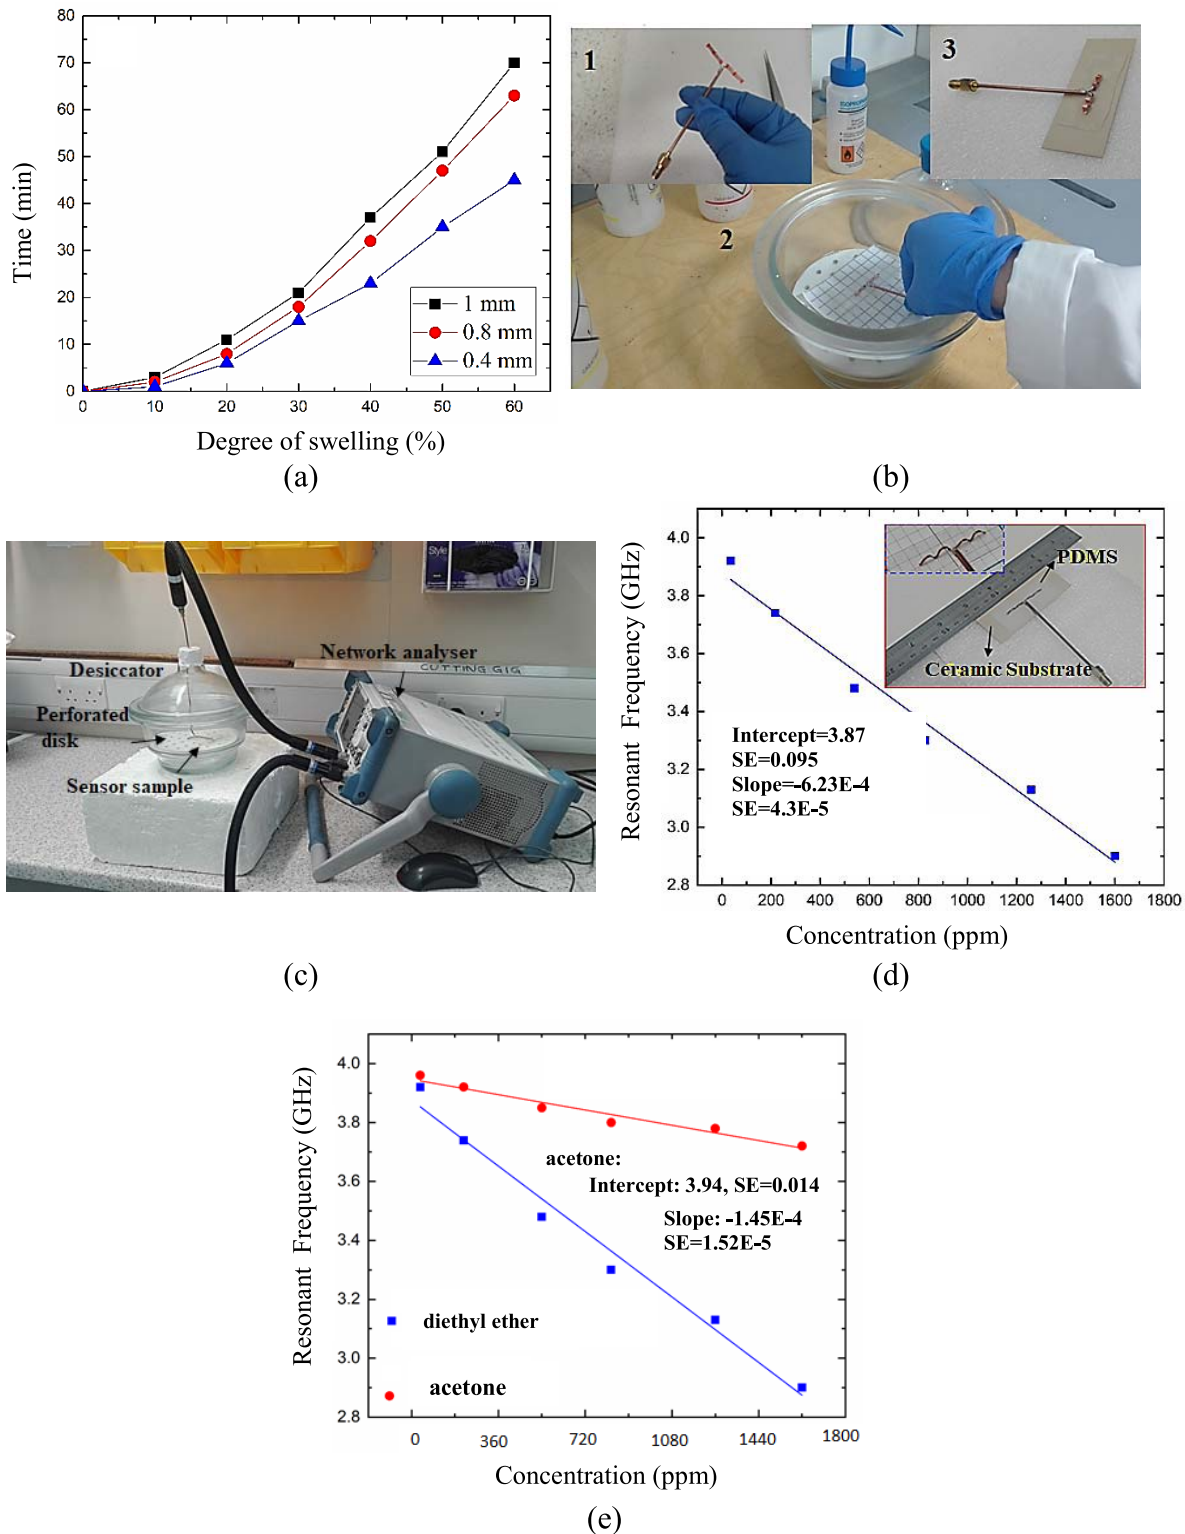 80
70
60
50
40
30
20
10
0
Time (min)
1 mm
0.8 mm
0.4 mm
0 10 20 30 40 50 60
Degree of swelling (%)
(a)
1
2
3
(b)
Style
Network analyser
CUTTING GIG
Desiccator
Perforated
disk
Sensor sample
(c)
4.0
3.8
3.6
3.4
3.2
3.0
2.8
Resonant Frequency (GHz)
PDMS
Ceramic Substrate
Intercept=3.87
SE=0.095
Slope=-6.23E-4
SE=4.3E-5
0 200 400 600 800 1000 1200 1400 1600 1800
Concentration (ppm)
(d)
4.0
3.8
3.6
3.4
3.2
3.0
2.8
Resonant Frequency (GHz)
acetone:
Intercept: 3.94, SE=0.014
Slope: -1.45E-4
SE=1.52E-5
diethyl ether
acetone
0 360 720 1080 1440 1800
Concentration (ppm)
(e)